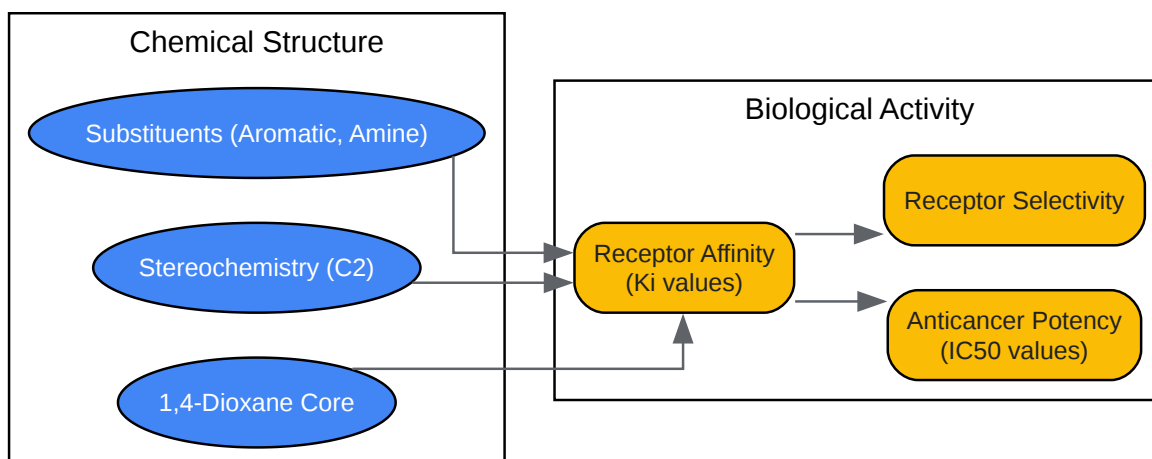 Chemical Structure
Substituents (Aromatic, Amine)
Stereochemistry (C2)
1,4-Dioxane Core
Biological Activity
Receptor Affinity
(Ki values)
Receptor Selectivity
Anticancer Potency
(IC50 values)